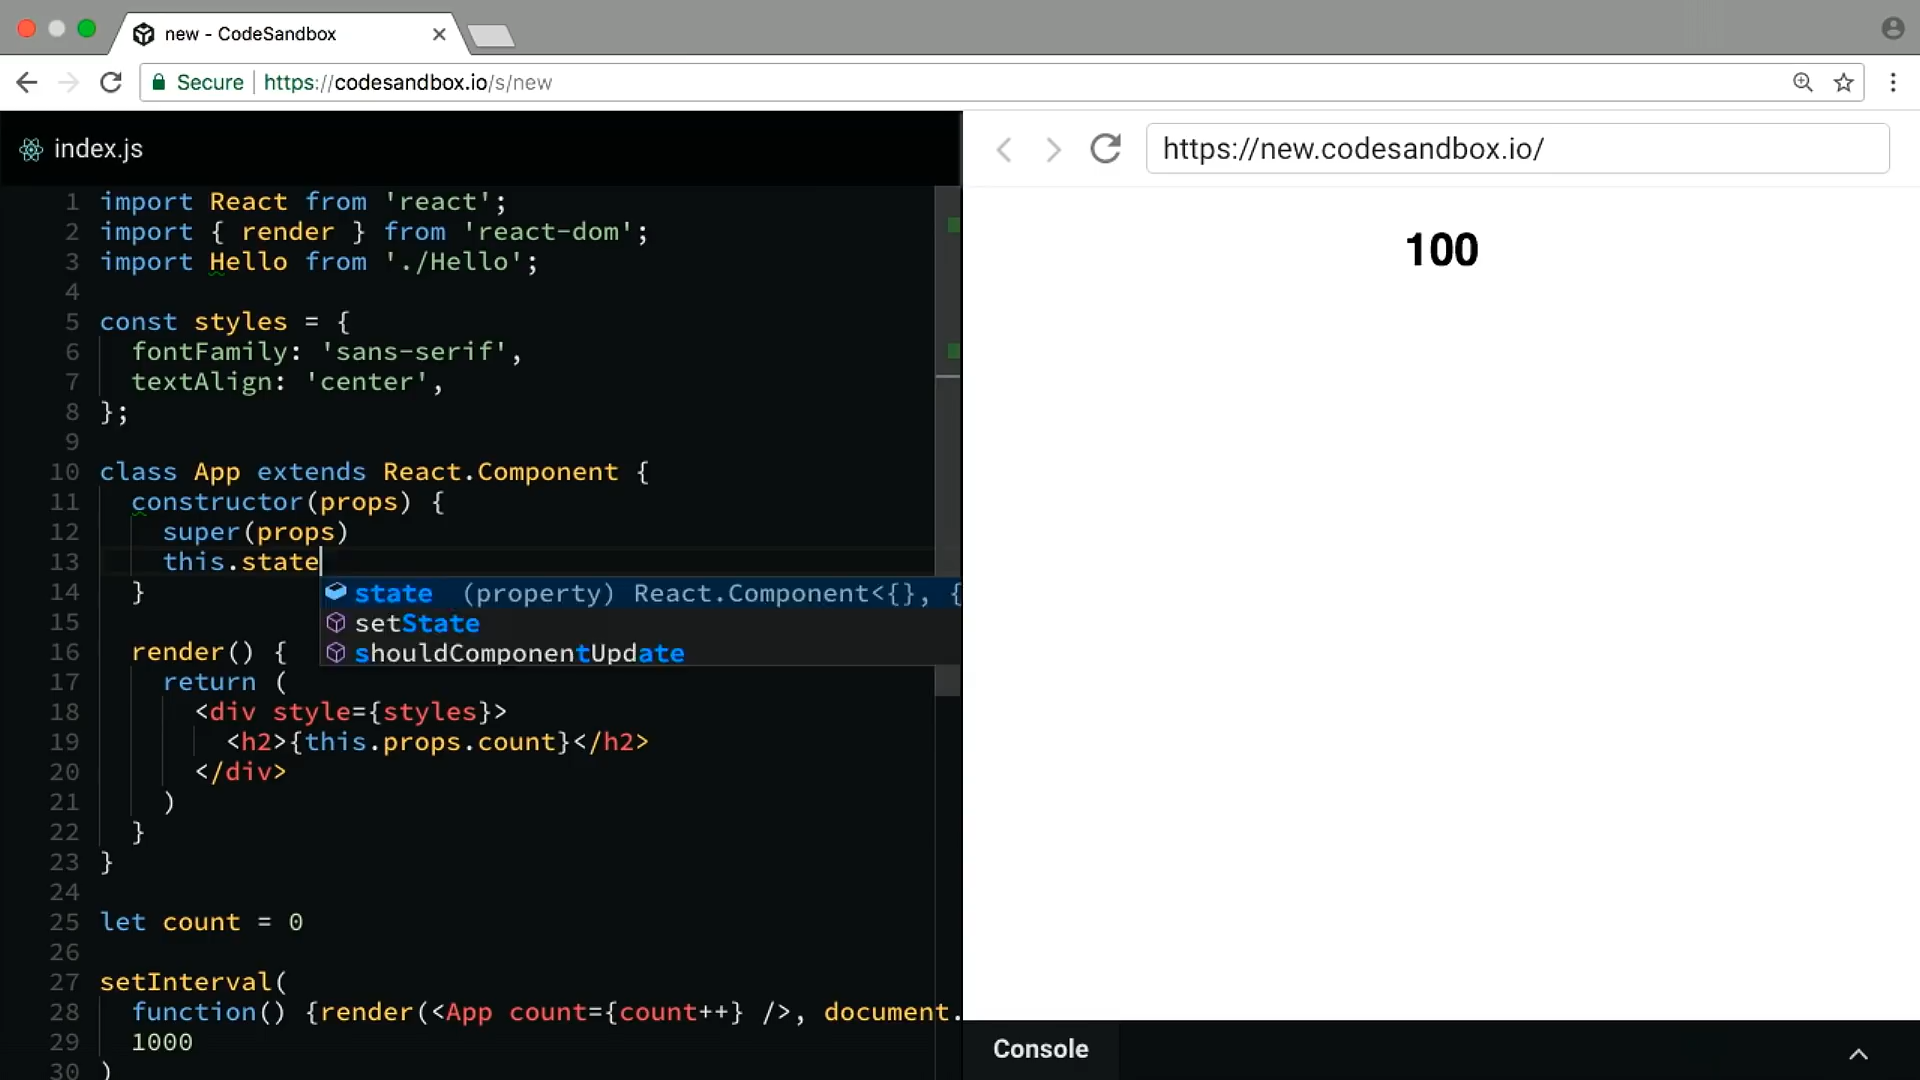 new - CodeSandbox
Secure https://codesandbox.io/s/new
index.js
https://new.codesandbox.io/
1 import React from 'react';
2 import { render } from 'react-dom';
3 import Hello from './Hello';
4
5 const styles = {
6 fontFamily: 'sans-serif',
7 textAlign: 'center',
8 };
9
10 class App extends React.Component {
11 constructor(props) {
12 super(props)
13 this.state
14 }
state (property) React.Component<{}, {
15
setState
16 render() {
shouldComponentUpdate
17 return (
18 <div style={styles}>
19 <h2>{this.props.count}</h2>
20 </div>
21 )
22 }
23 }
24
25 let count = 0
26
27 setInterval(
28 function() {render(<App count={count++} />, document.
29 1000
30 )
100
Console